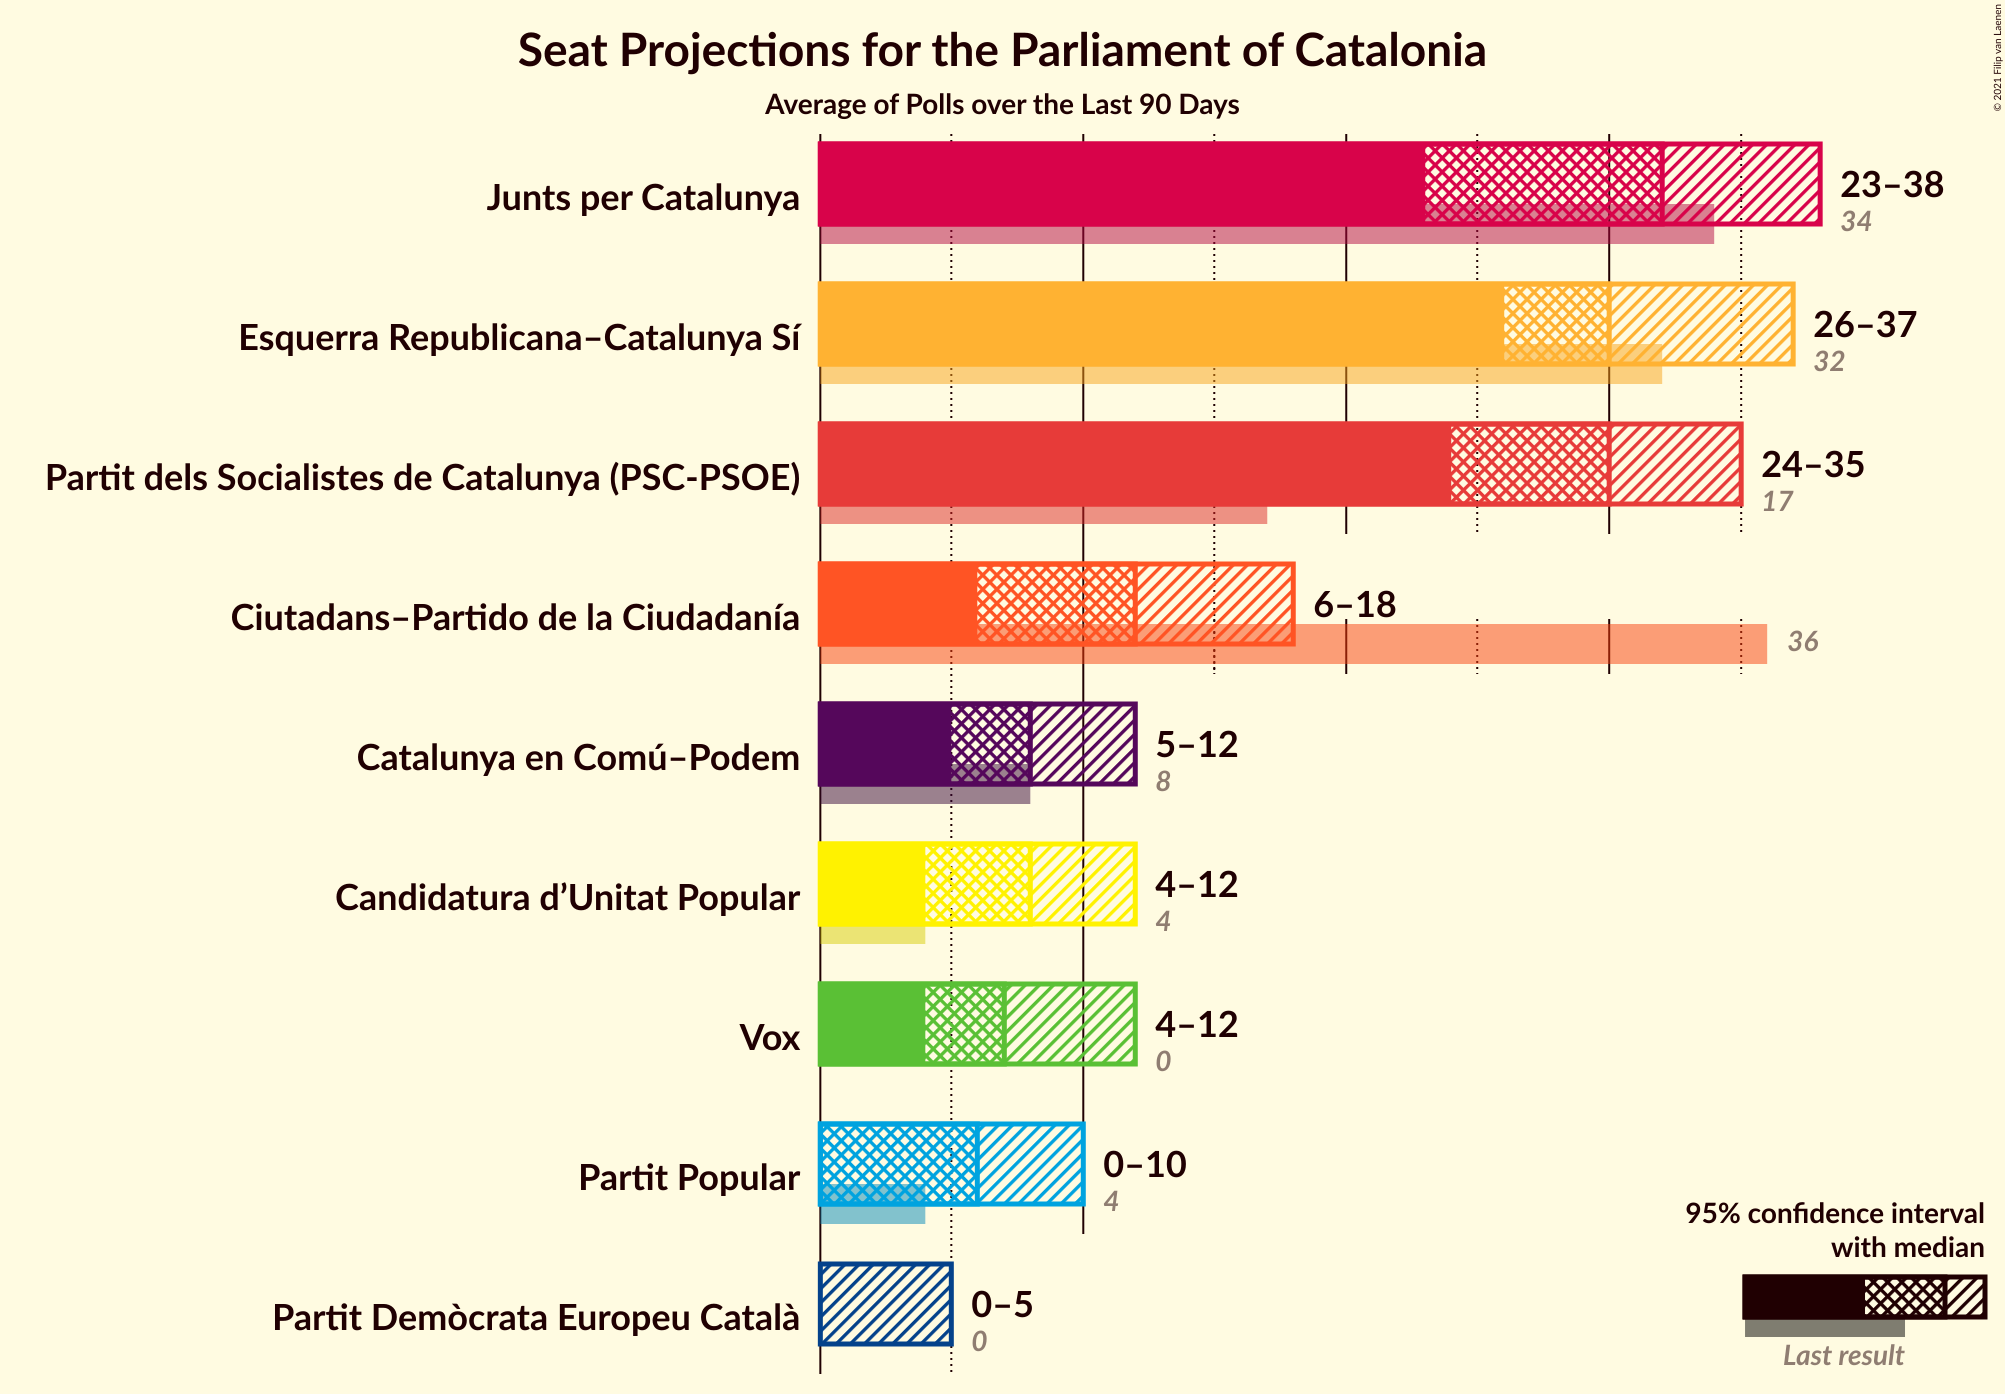 Seat Projections for the Parliament of Catalonia
Average of Polls over the Last 90 Days
© 2021 Filip van Laenen
Junts per Catalunya
23–38
34
Esquerra Republicana–Catalunya Sí
26–37
32
Partit dels Socialistes de Catalunya (PSC-PSOE)
24–35
17
Ciutadans–Partido de la Ciudadanía
6–18
36
Catalunya en Comú–Podem
5–12
8
Candidatura d’Unitat Popular
4–12
4
Vox
4–12
0
Partit Popular
0–10
4
Partit Demòcrata Europeu Català
0–5
0
95% confidence interval
with median
Last result